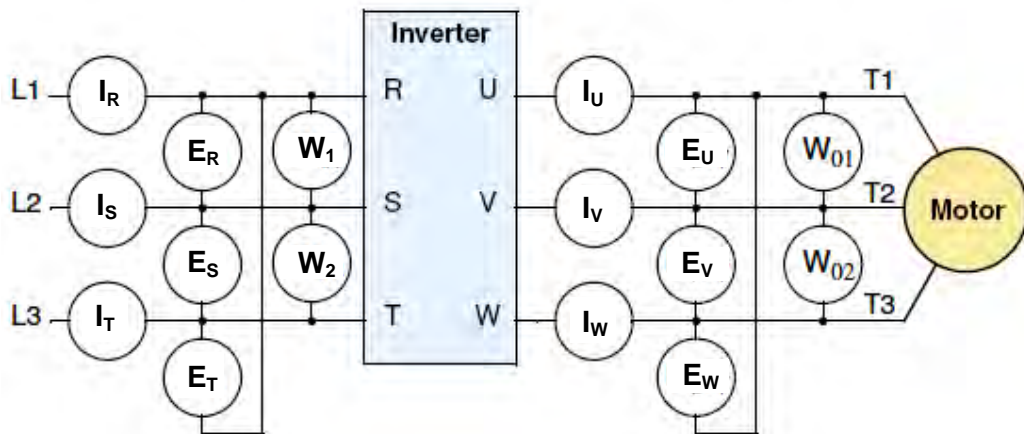 Inverter
L1 I_R R U I_U T1
E_R W_1 E_U W_01
L2 I_S S V I_V T2 Motor
E_S W_2 E_V W_02
L3 I_T T W I_W T3
E_T E_W